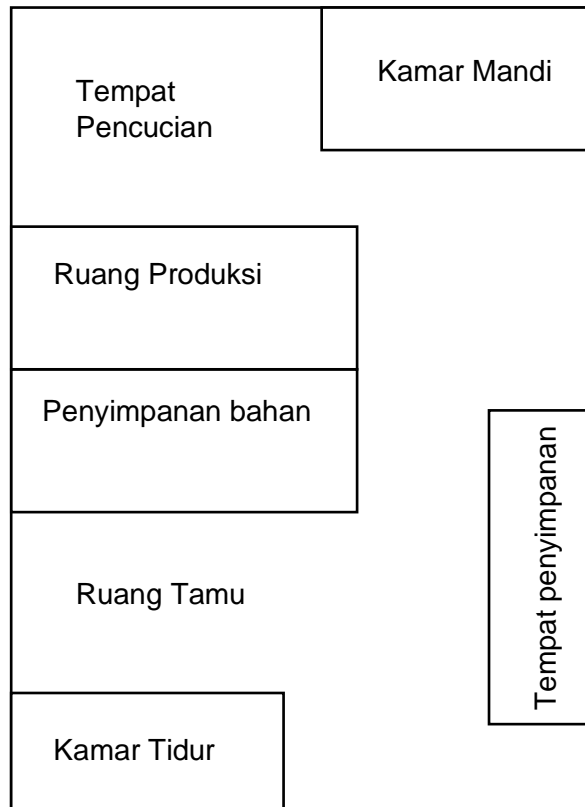 Tempat
Pencucian
Kamar Mandi
Ruang Produksi
Penyimpanan bahan
Tempat penyimpanan
Ruang Tamu
Kamar Tidur